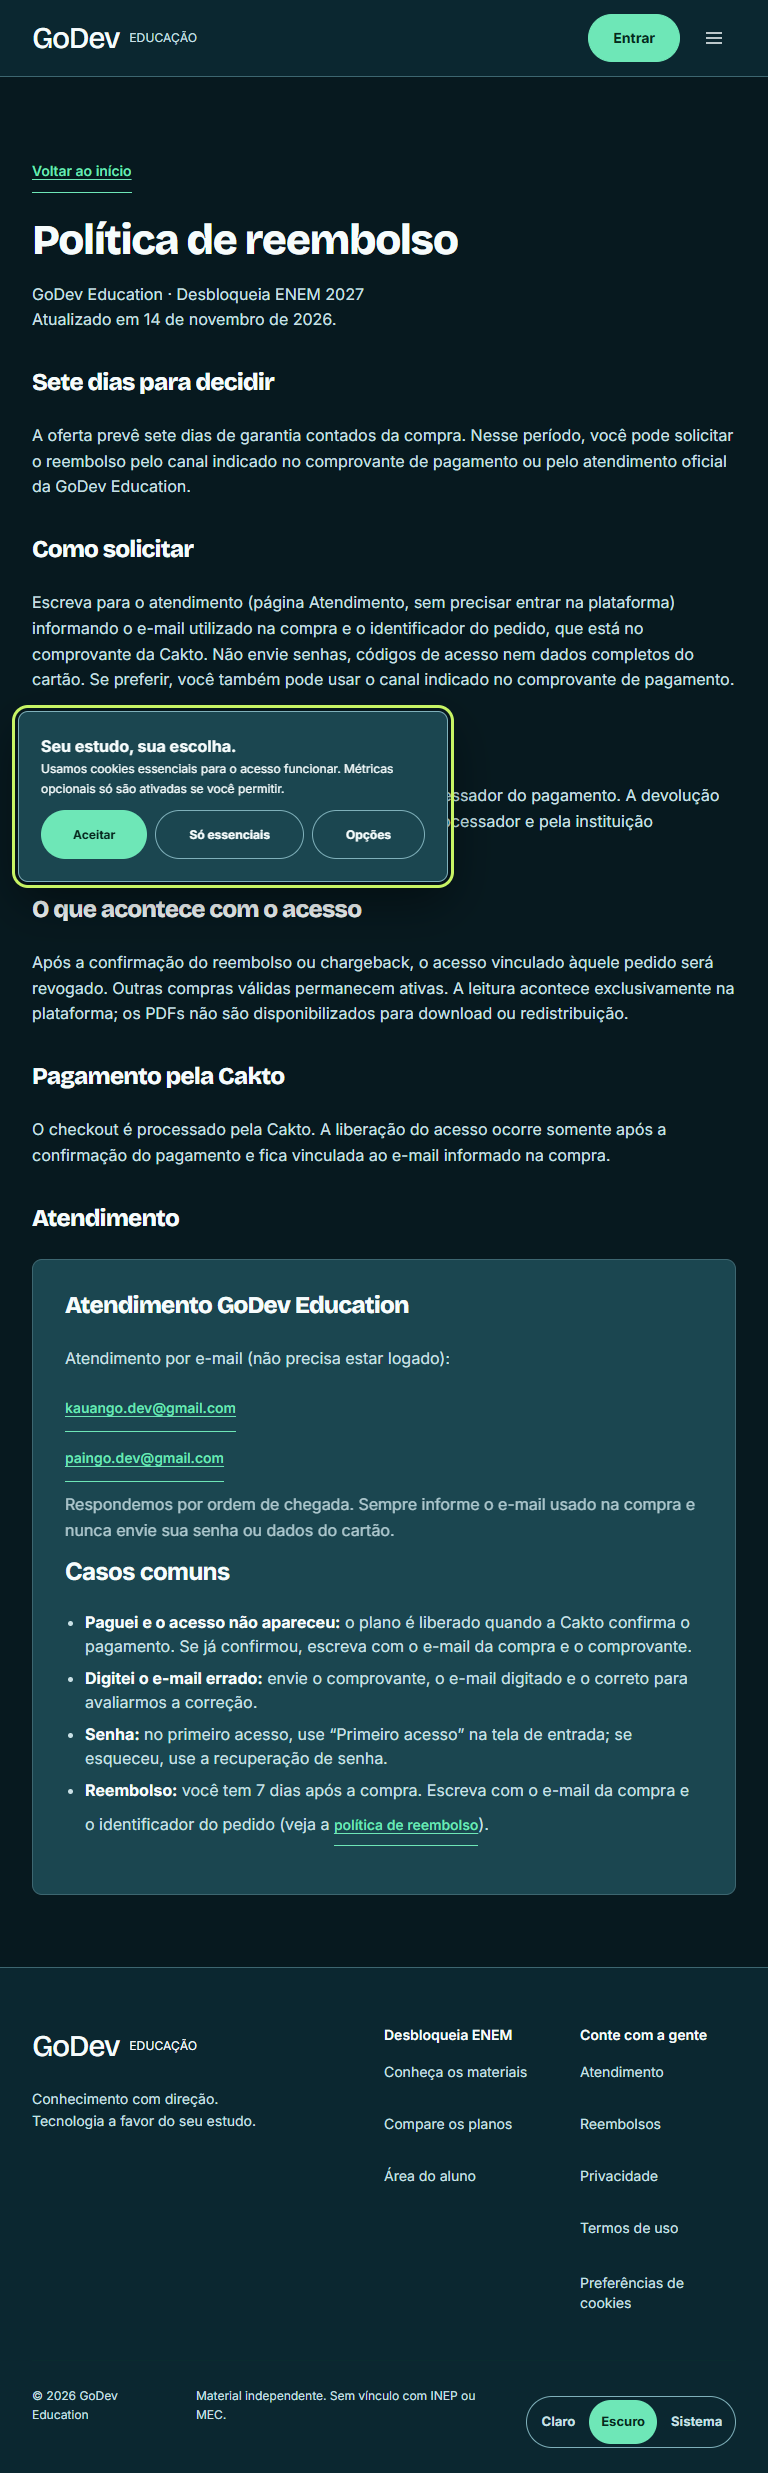 GoDev EDUCAÇÃO
Entrar
Voltar ao início
Política de reembolso
GoDev Education · Desbloqueia ENEM 2027
Atualizado em 14 de novembro de 2026.
Sete dias para decidir
A oferta prevê sete dias de garantia contados da compra. Nesse período, você pode solicitar
o reembolso pelo canal indicado no comprovante de pagamento ou pelo atendimento oficial
da GoDev Education.
Como solicitar
Escreva para o atendimento (página Atendimento, sem precisar entrar na plataforma)
informando o e-mail utilizado na compra e o identificador do pedido, que está no
comprovante da Cakto. Não envie senhas, códigos de acesso nem dados completos do
cartão. Se preferir, você também pode usar o canal indicado no comprovante de pagamento.
Seu estudo, sua escolha.
Usamos cookies essenciais para o acesso funcionar. Métricas
opcionais só são ativadas se você permitir.
Aceitar
Só essenciais
Opções
do pagamento. A devolução
e pela instituição
O que acontece com o acesso
Após a confirmação do reembolso ou chargeback, o acesso vinculado àquele pedido será
revogado. Outras compras válidas permanecem ativas. A leitura acontece exclusivamente na
plataforma; os PDFs não são disponibilizados para download ou redistribuição.
Pagamento pela Cakto
O checkout é processado pela Cakto. A liberação do acesso ocorre somente após a
confirmação do pagamento e fica vinculada ao e-mail informado na compra.
Atendimento
Atendimento GoDev Education
Atendimento por e-mail (não precisa estar logado):
kauango.dev@gmail.com
paingo.dev@gmail.com
Respondemos por ordem de chegada. Sempre informe o e-mail usado na compra e
nunca envie sua senha ou dados do cartão.
Casos comuns
• Paguei e o acesso não apareceu: o plano é liberado quando a Cakto confirma o
pagamento. Se já confirmou, escreva com o e-mail da compra e o comprovante.
• Digitei o e-mail errado: envie o comprovante, o e-mail digitado e o correto para
avaliarmos a correção.
• Senha: no primeiro acesso, use “Primeiro acesso” na tela de entrada; se
esqueceu, use a recuperação de senha.
• Reembolso: você tem 7 dias após a compra. Escreva com o e-mail da compra e
o identificador do pedido (veja a política de reembolso).
GoDev EDUCAÇÃO
Conhecimento com direção.
Tecnologia a favor do seu estudo.
Desbloqueia ENEM
Conheça os materiais
Compare os planos
Área do aluno
Conte com a gente
Atendimento
Reembolsos
Privacidade
Termos de uso
Preferências de
cookies
© 2026 GoDev
Education
Material independente. Sem vínculo com INEP ou
MEC.
Claro
Escuro
Sistema